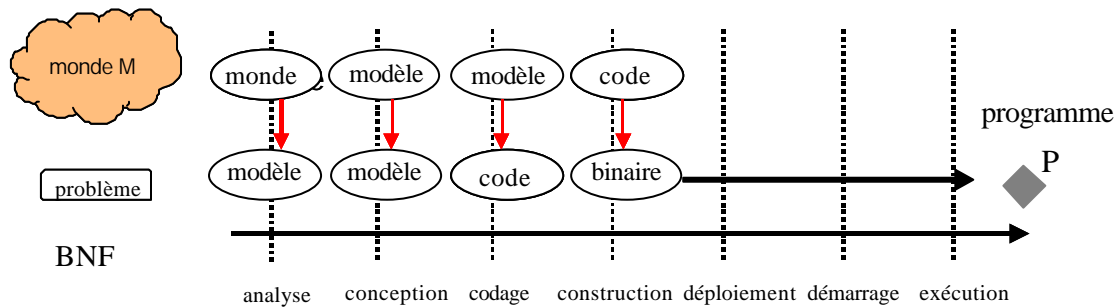 monde M
monde
modèle
modèle
code
programme
modèle
modèle
code
binaire
P
problème
BNF
analyse
conception
codage
construction
déploiement
démarrage
exécution